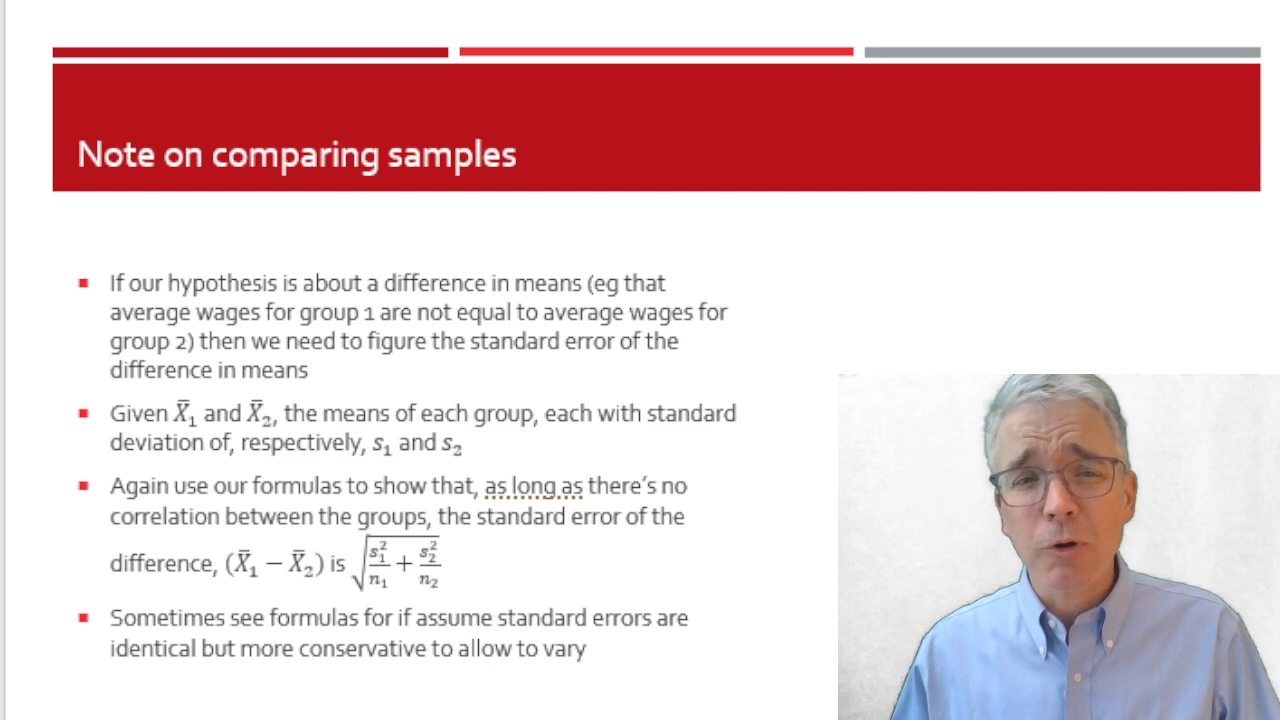 Note on comparing samples
If our hypothesis is about a difference in means (eg that
average wages for group 1 are not equal to average wages for
group 2) then we need to figure the standard error of the
difference in means
Given X̄₁ and X̄₂, the means of each group, each with standard
deviation of, respectively, s₁ and s₂
Again use our formulas to show that, as long as there's no
correlation between the groups, the standard error of the
difference, (X̄₁ − X̄₂) is √(s₁²/n₁ + s₂²/n₂)
Sometimes see formulas for if assume standard errors are
identical but more conservative to allow to vary